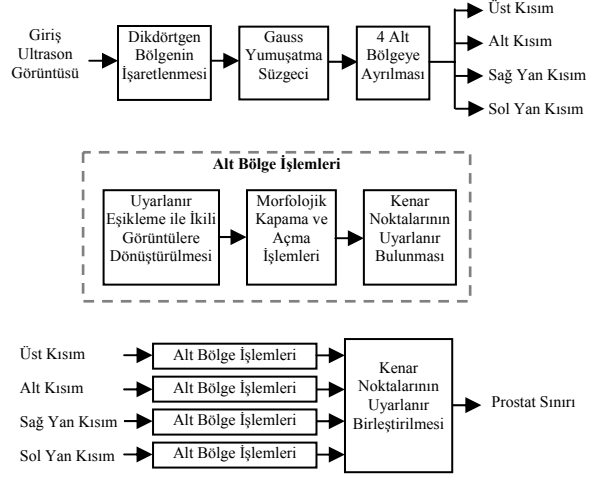 Giriş
Ultrason
Görüntüsü
Dikdörtgen
Bölgenin
İşaretlenmesi
Gauss
Yumuşatma
Süzgeci
4 Alt
Bölgeye
Ayrılması
Üst Kısım
Alt Kısım
Sağ Yan Kısım
Sol Yan Kısım
Alt Bölge İşlemleri
Uyarlanır
Eşikleme ile İkili
Görüntülere
Dönüştürülmesi
Morfolojik
Kapama ve
Açma
İşlemleri
Kenar
Noktalarının
Uyarlanır
Bulunması
Üst Kısım
Alt Bölge İşlemleri
Alt Kısım
Alt Bölge İşlemleri
Sağ Yan Kısım
Alt Bölge İşlemleri
Sol Yan Kısım
Alt Bölge İşlemleri
Kenar
Noktalarının
Uyarlanır
Birleştirilmesi
Prostat Sınırı